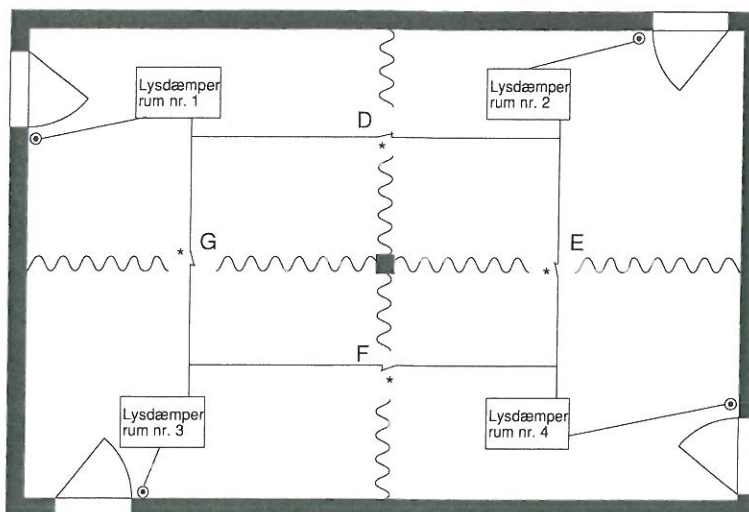 Lysdæmper
rum nr. 1
Lysdæmper
rum nr. 2
D
*
* G
E
*
F
*
Lysdæmper
rum nr. 3
Lysdæmper
rum nr. 4